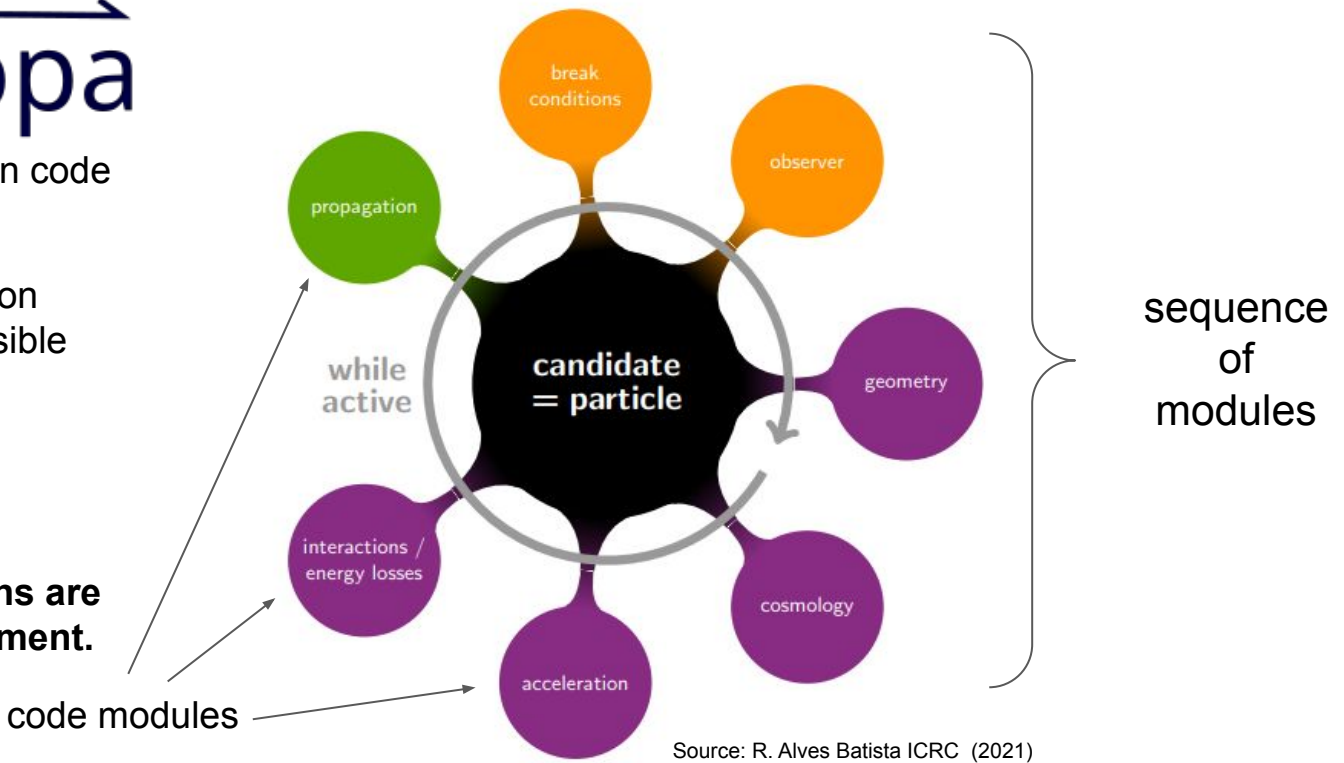 opa
n code
on
sible
ns are
ment.
code modules
break
conditions
observer
propagation
geometry
while
active
candidate
= particle
interactions /
energy losses
cosmology
acceleration
sequence
of
modules
Source: R. Alves Batista ICRC (2021)